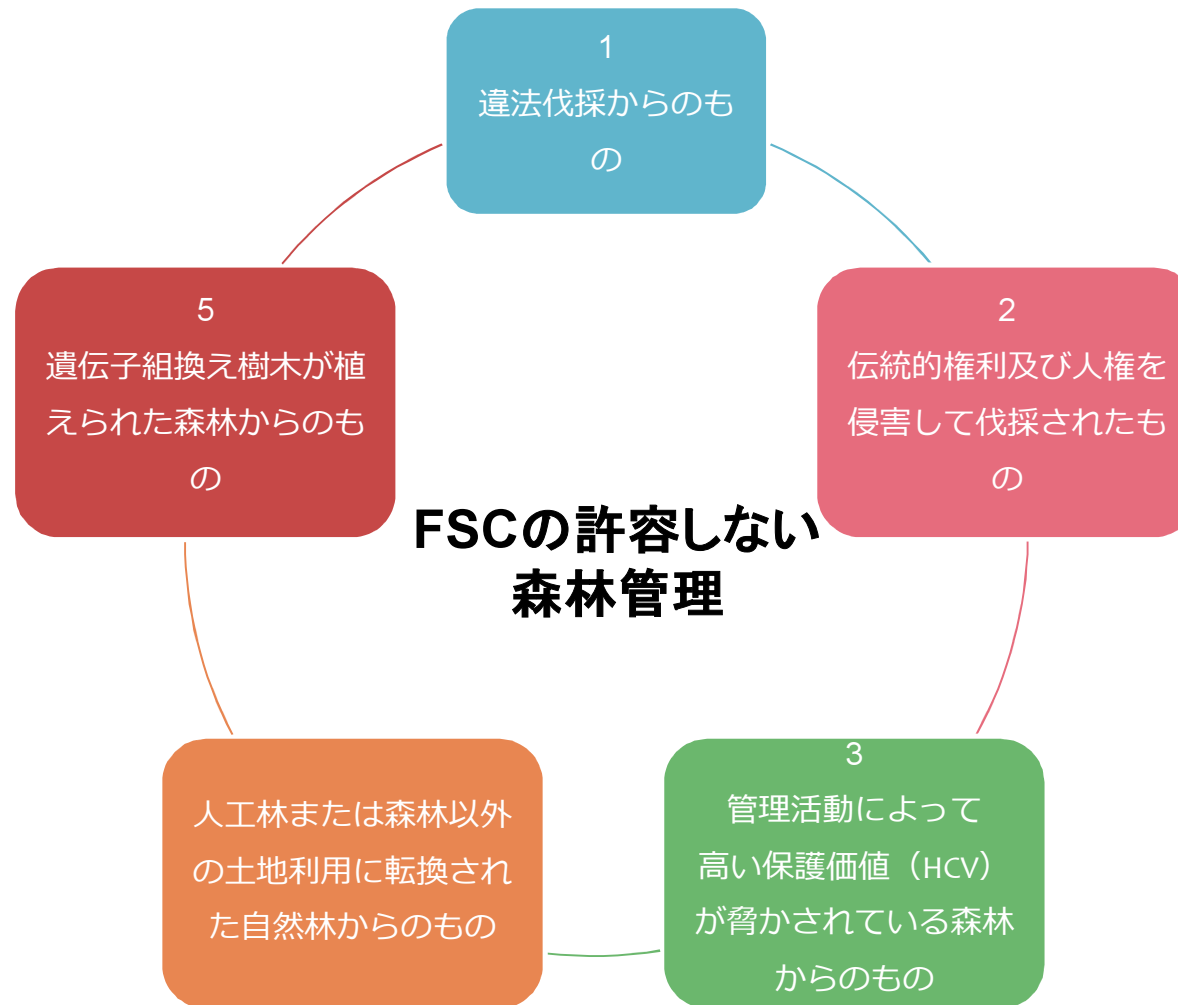 1
違法伐採からのも
の
2
伝統的権利及び人権を
侵害して伐採されたも
の
3
管理活動によって
高い保護価値（HCV）
が脅かされている森林
からのもの
人工林または森林以外
の土地利用に転換され
た自然林からのもの
5
遺伝子組換え樹木が植
えられた森林からのも
の
FSCの許容しない
森林管理